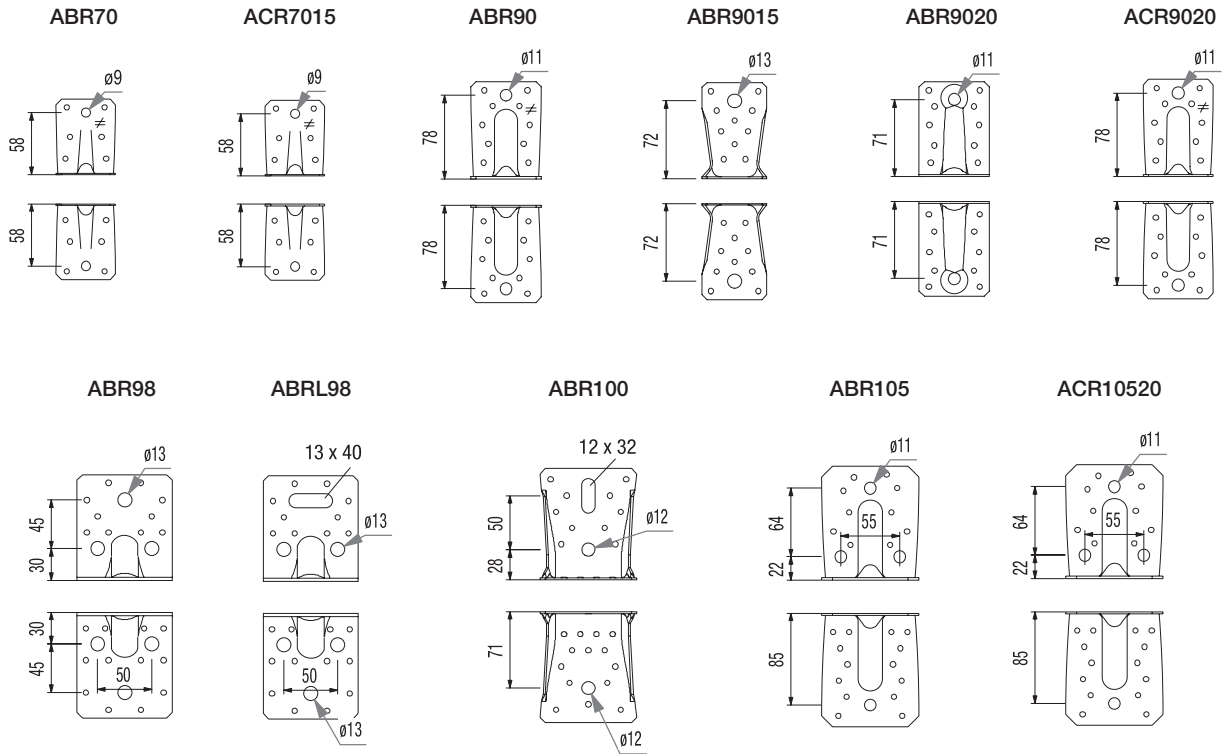 ABR70
ACR7015
ABR90
ABR9015
ABR9020
ACR9020
ø9
ø9
ø11
ø13
ø11
ø11
≠
≠
≠
≠
58
58
78
72
71
78
58
58
78
72
71
78
ABR98
ABRL98
ABR100
ABR105
ACR10520
ø13
13 x 40
12 x 32
ø11
ø11
45
30
ø13
50
28
ø12
64
22
55
64
22
55
30
45
50
50
ø13
71
ø12
85
85